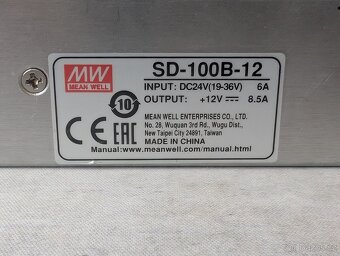 MW
MEAN WELL
SD-100B-12
INPUT: DC24V(19-36V) 6A
OUTPUT: +12V⎓ 8.5A
10
MEAN WELL ENTERPRISES CO., LTD.
No. 28, Wuquan 3rd Rd., Wugu Dist.,
New Taipei City 24891, Taiwan
MADE IN CHINA
CE EAC
Manual:www.meanwell.com/manual.html